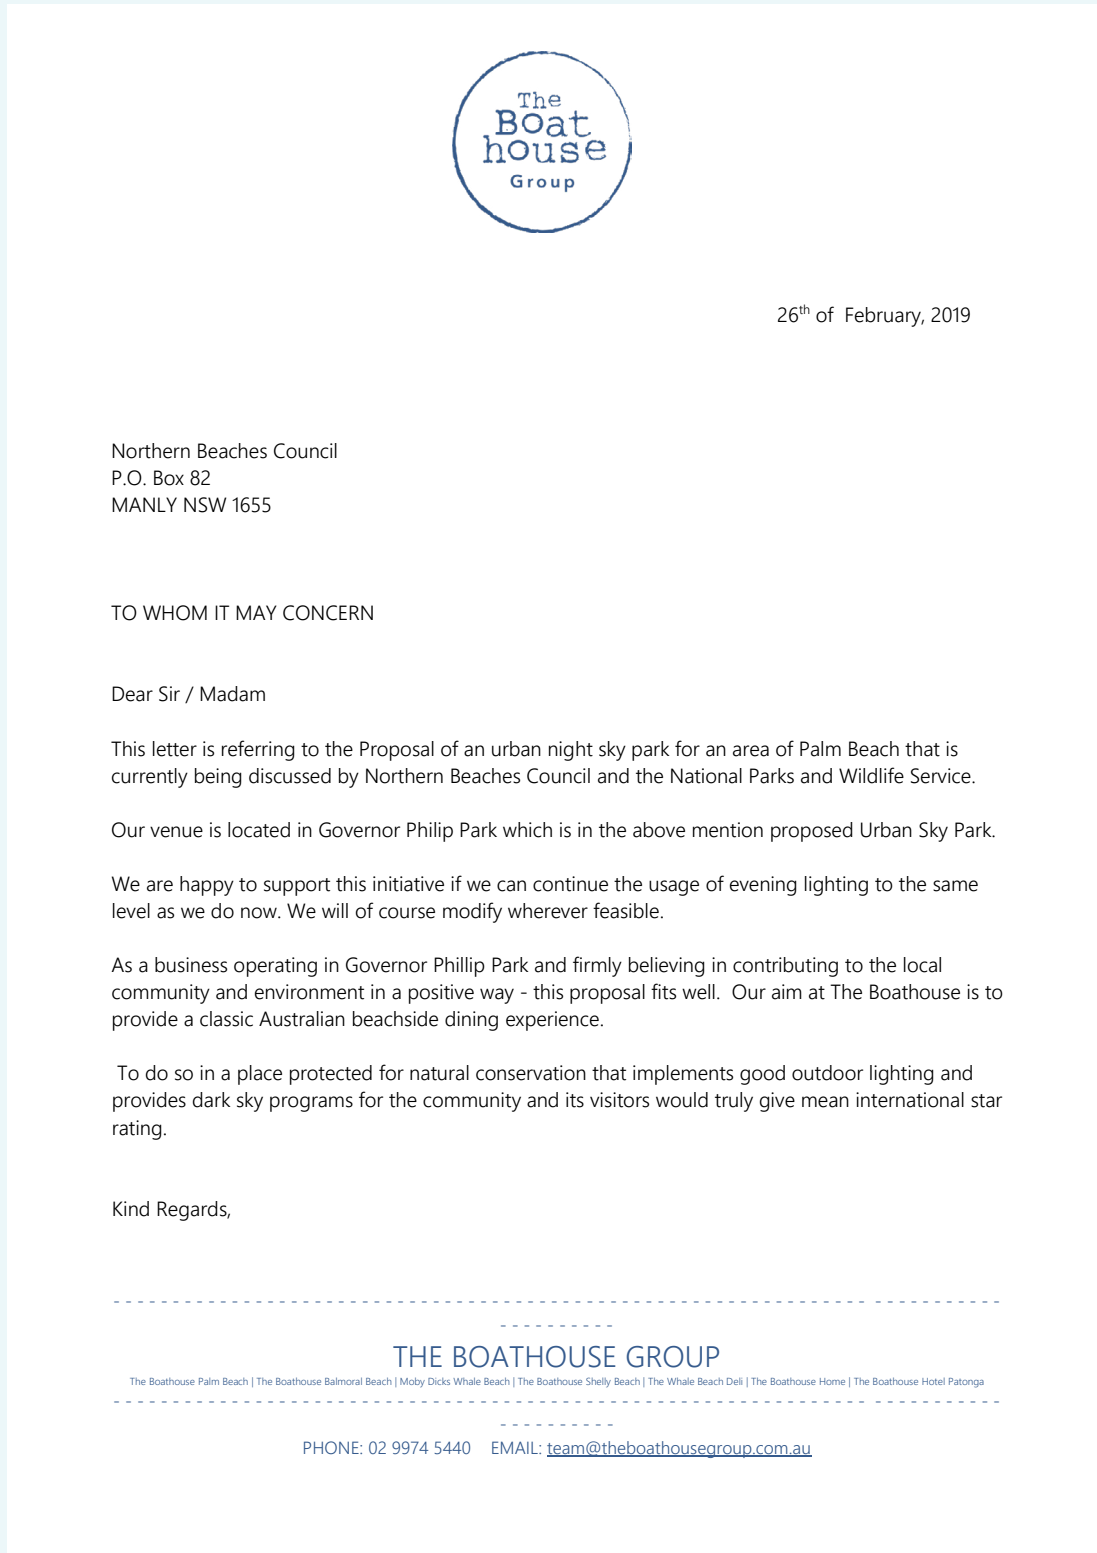 The
Boat
house
Group
26th of  February, 2019
Northern Beaches Council
P.O. Box 82
MANLY NSW 1655
TO WHOM IT MAY CONCERN
Dear Sir / Madam
This letter is referring to the Proposal of an urban night sky park for an area of Palm Beach that is
currently being discussed by Northern Beaches Council and the National Parks and Wildlife Service.
Our venue is located in Governor Philip Park which is in the above mention proposed Urban Sky Park.
We are happy to support this initiative if we can continue the usage of evening lighting to the same
level as we do now. We will of course modify wherever feasible.
As a business operating in Governor Phillip Park and firmly believing in contributing to the local
community and environment in a positive way - this proposal fits well.  Our aim at The Boathouse is to
provide a classic Australian beachside dining experience.
To do so in a place protected for natural conservation that implements good outdoor lighting and
provides dark sky programs for the community and its visitors would truly give mean international star
rating.
Kind Regards,
THE BOATHOUSE GROUP
The Boathouse Palm Beach | The Boathouse Balmoral Beach | Moby Dicks Whale Beach | The Boathouse Shelly Beach | The Whale Beach Deli | The Boathouse Home | The Boathouse Hotel Patonga
PHONE: 02 9974 5440    EMAIL: team@theboathousegroup.com.au